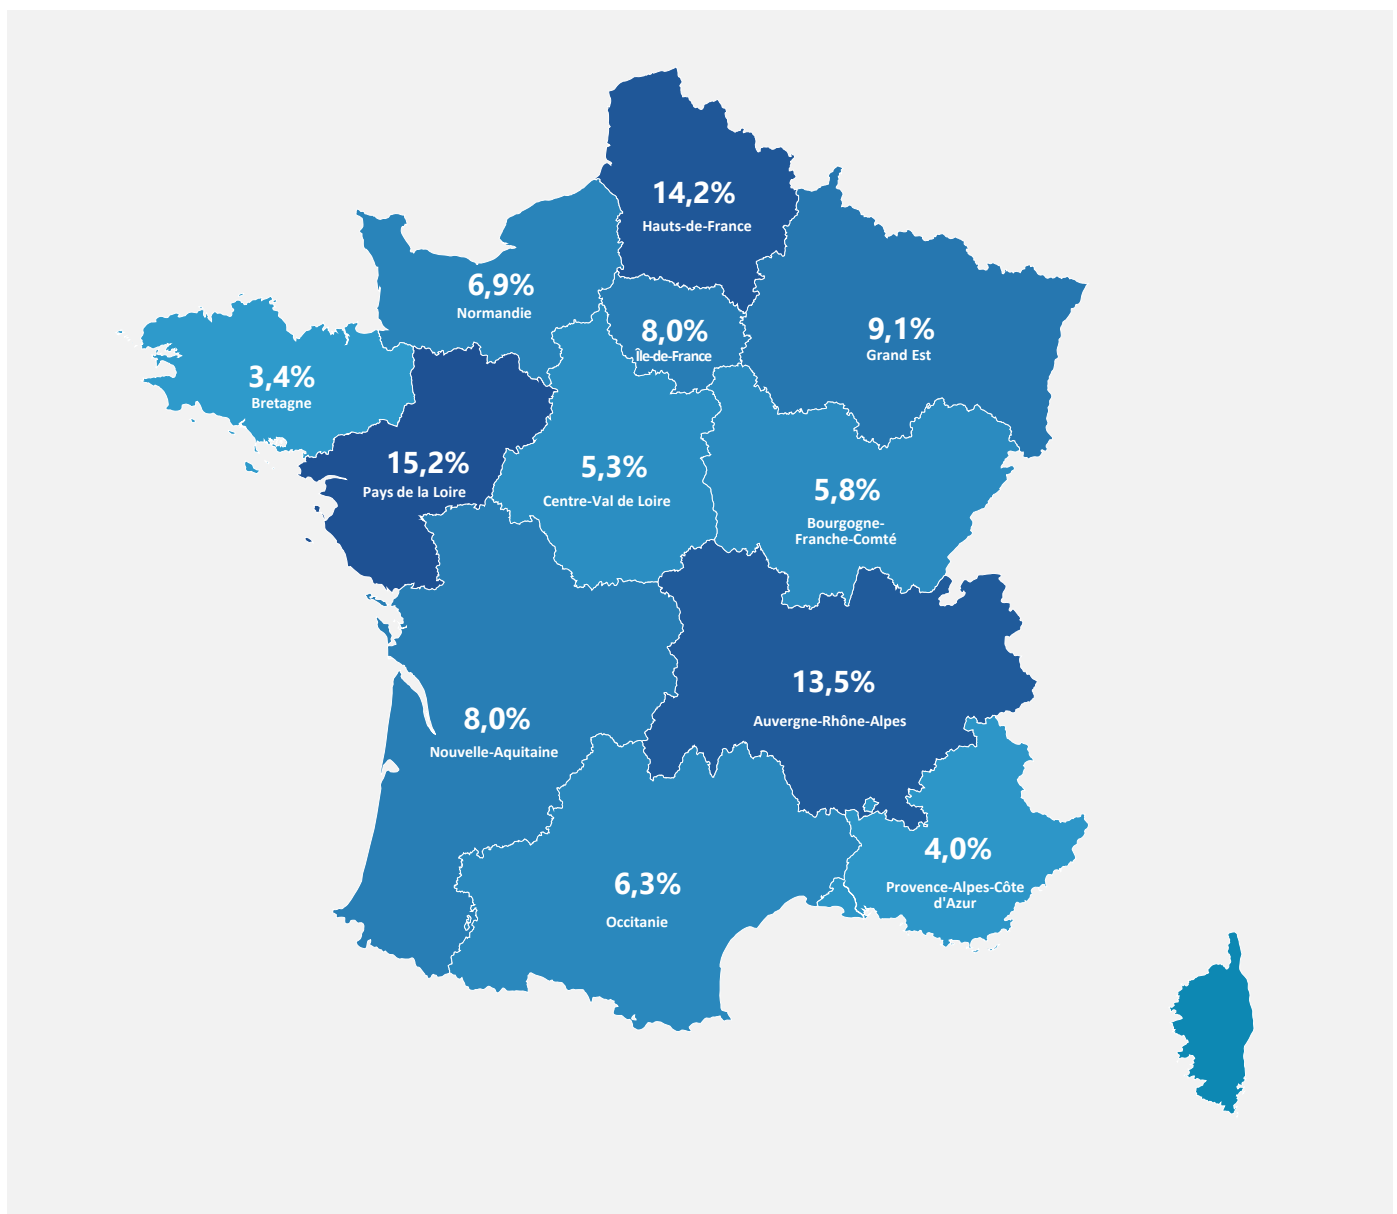 14,2%
Hauts-de-France
6,9%
Normandie
8,0%
Île-de-France
9,1%
Grand Est
3,4%
Bretagne
15,2%
Pays de la Loire
5,3%
Centre-Val de Loire
5,8%
Bourgogne-
Franche-Comté
13,5%
Auvergne-Rhône-Alpes
8,0%
Nouvelle-Aquitaine
4,0%
Provence-Alpes-Côte
d'Azur
6,3%
Occitanie